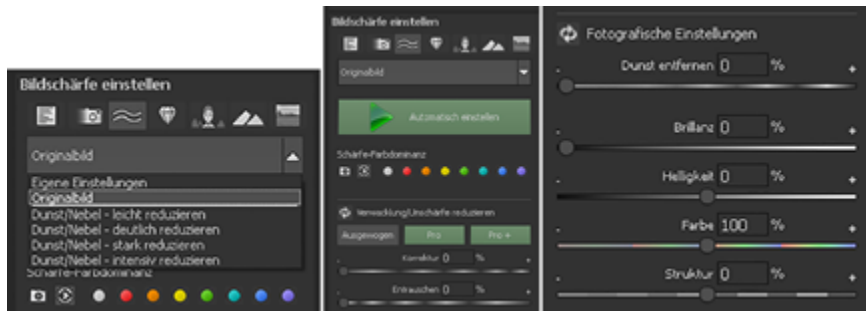 Bildschärfe einstellen
Originalbild
Eigene Einstellungen
Originalbild
Dunst/Nebel - leicht reduzieren
Dunst/Nebel - deutlich reduzieren
Dunst/Nebel - stark reduzieren
Dunst/Nebel - intensiv reduzieren
Schärfe-Farbdominanz
Bildschärfe einstellen
Originalbild
Automatisch einstellen
Schärfe-Farbdominanz
Verwacklung/Unschärfe reduzieren
Ausgewogen Pro Pro +
- Korrektur 0 % +
- Entrauschen 0 % +
Fotografische Einstellungen
- Dunst entfernen 0 % +
- Brillanz 0 % +
- Helligkeit 0 % +
- Farbe 100 % +
- Struktur 0 % +